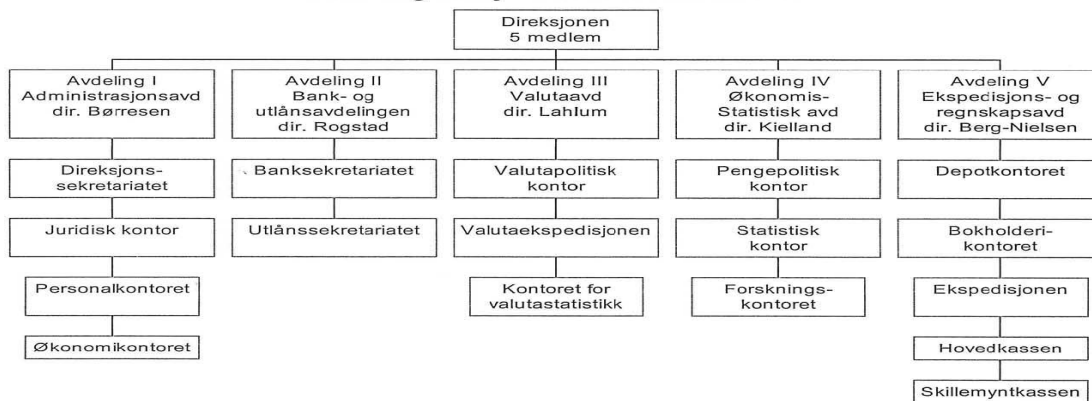 Direksjonen
5 medlem
Avdeling I
Administrasjonsavd
dir. Børresen
Direksjons-
sekretariatet
Juridisk kontor
Personalkontoret
Økonomikontoret
Avdeling II
Bank- og
utlånsavdelingen
dir. Rogstad
Banksekretariatet
Utlånssekretariatet
Avdeling III
Valutaavd
dir. Lahlum
Valutapolitisk
kontor
Valutaekspedisjonen
Kontoret for
valutastatistikk
Avdeling IV
Økonomis-
Statistisk avd
dir. Kielland
Pengepolitisk
kontor
Statistisk
kontor
Forsknings-
kontoret
Avdeling V
Ekspedisjons- og
regnskapsavd
dir. Berg-Nielsen
Depotkontoret
Bokholderi-
kontoret
Ekspedisjonen
Hovedkassen
Skillemyntkassen